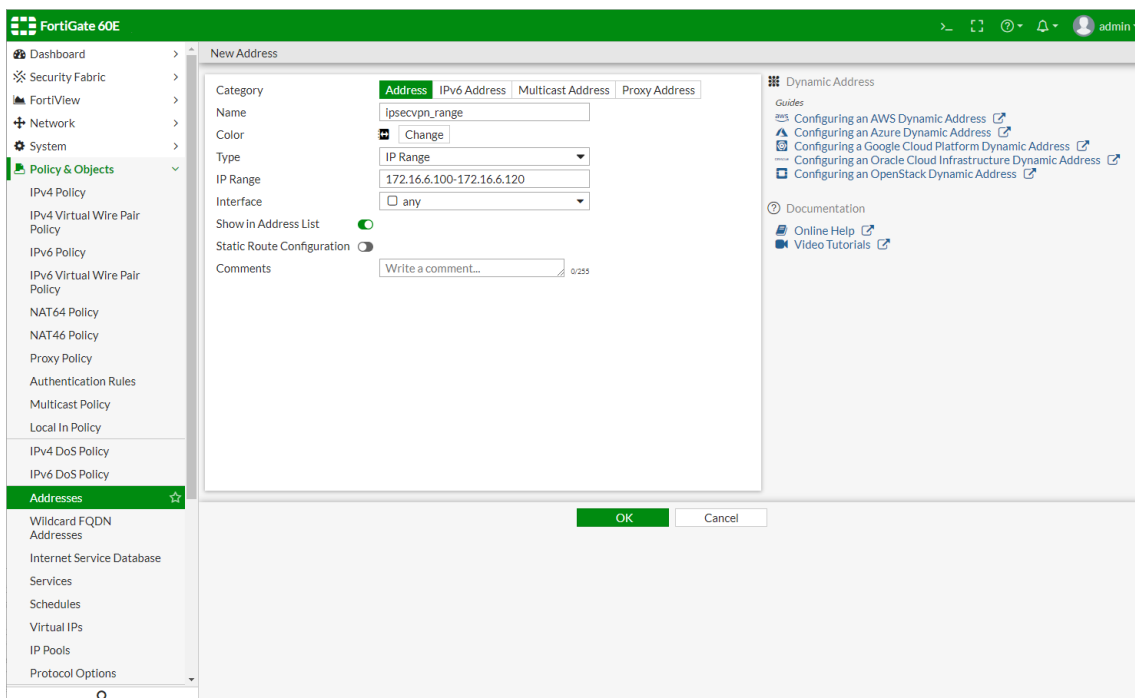 FortiGate 60E
>_
admin
Dashboard
Security Fabric
FortiView
Network
System
Policy & Objects
IPv4 Policy
IPv4 Virtual Wire Pair
Policy
IPv6 Policy
IPv6 Virtual Wire Pair
Policy
NAT64 Policy
NAT46 Policy
Proxy Policy
Authentication Rules
Multicast Policy
Local In Policy
IPv4 DoS Policy
IPv6 DoS Policy
Addresses
Wildcard FQDN
Addresses
Internet Service Database
Services
Schedules
Virtual IPs
IP Pools
Protocol Options
New Address
Category Address IPv6 Address Multicast Address Proxy Address
Name ipsecvpn_range
Color Change
Type IP Range
IP Range 172.16.6.100-172.16.6.120
Interface any
Show in Address List
Static Route Configuration
Comments Write a comment... 0/255
OK Cancel
Dynamic Address
Guides
aws Configuring an AWS Dynamic Address
Configuring an Azure Dynamic Address
Configuring a Google Cloud Platform Dynamic Address
Configuring an Oracle Cloud Infrastructure Dynamic Address
Configuring an OpenStack Dynamic Address
Documentation
Online Help
Video Tutorials